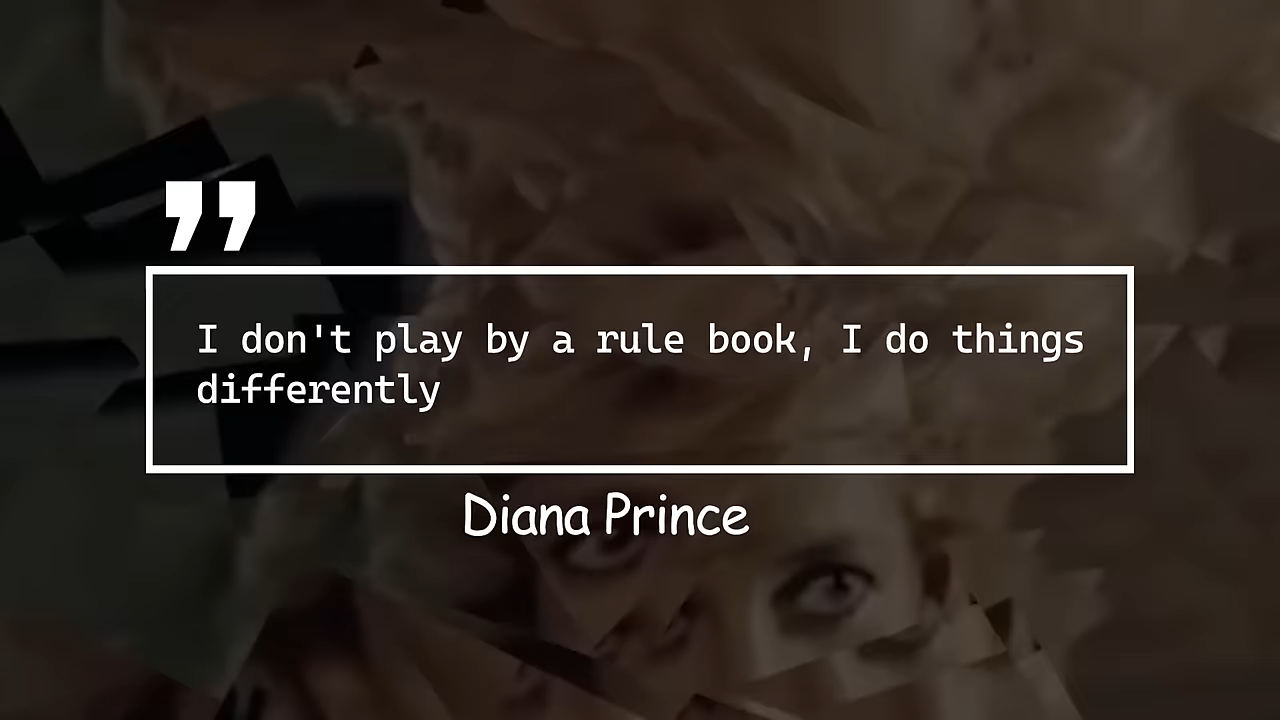 ”
I don't play by a rule book, I do things
differently
Diana Prince